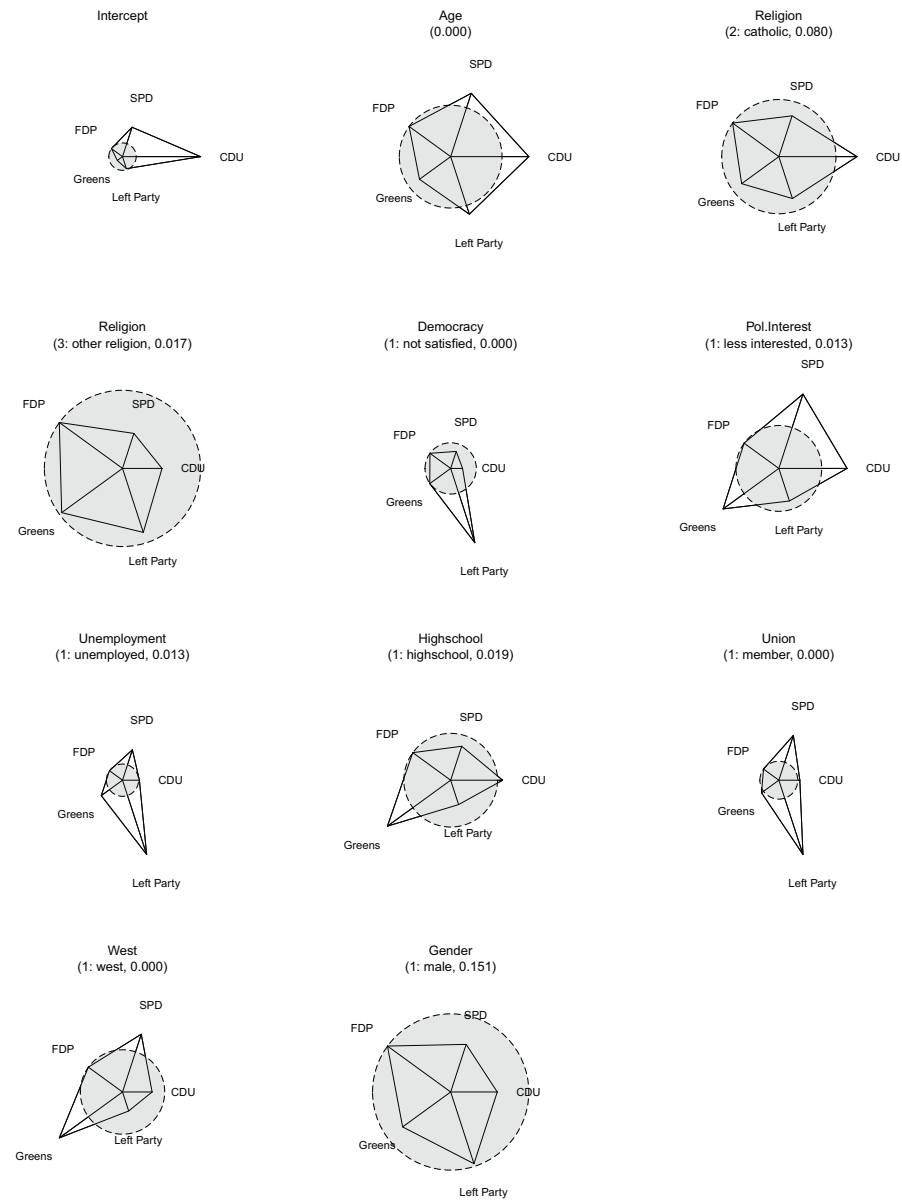 Intercept
SPD
FDP
CDU
Greens
Left Party
Age
(0.000)
SPD
FDP
CDU
Greens
Left Party
Religion
(2: catholic, 0.080)
SPD
FDP
CDU
Greens
Left Party
Religion
(3: other religion, 0.017)
FDP
SPD
CDU
Greens
Left Party
Democracy
(1: not satisfied, 0.000)
SPD
FDP
CDU
Greens
Left Party
Pol.Interest
(1: less interested, 0.013)
SPD
FDP
CDU
Greens
Left Party
Unemployment
(1: unemployed, 0.013)
SPD
FDP
CDU
Greens
Left Party
Highschool
(1: highschool, 0.019)
SPD
FDP
CDU
Left Party
Greens
Union
(1: member, 0.000)
SPD
FDP
CDU
Greens
Left Party
West
(1: west, 0.000)
SPD
FDP
CDU
Left Party
Greens
Gender
(1: male, 0.151)
SPD
FDP
CDU
Greens
Left Party